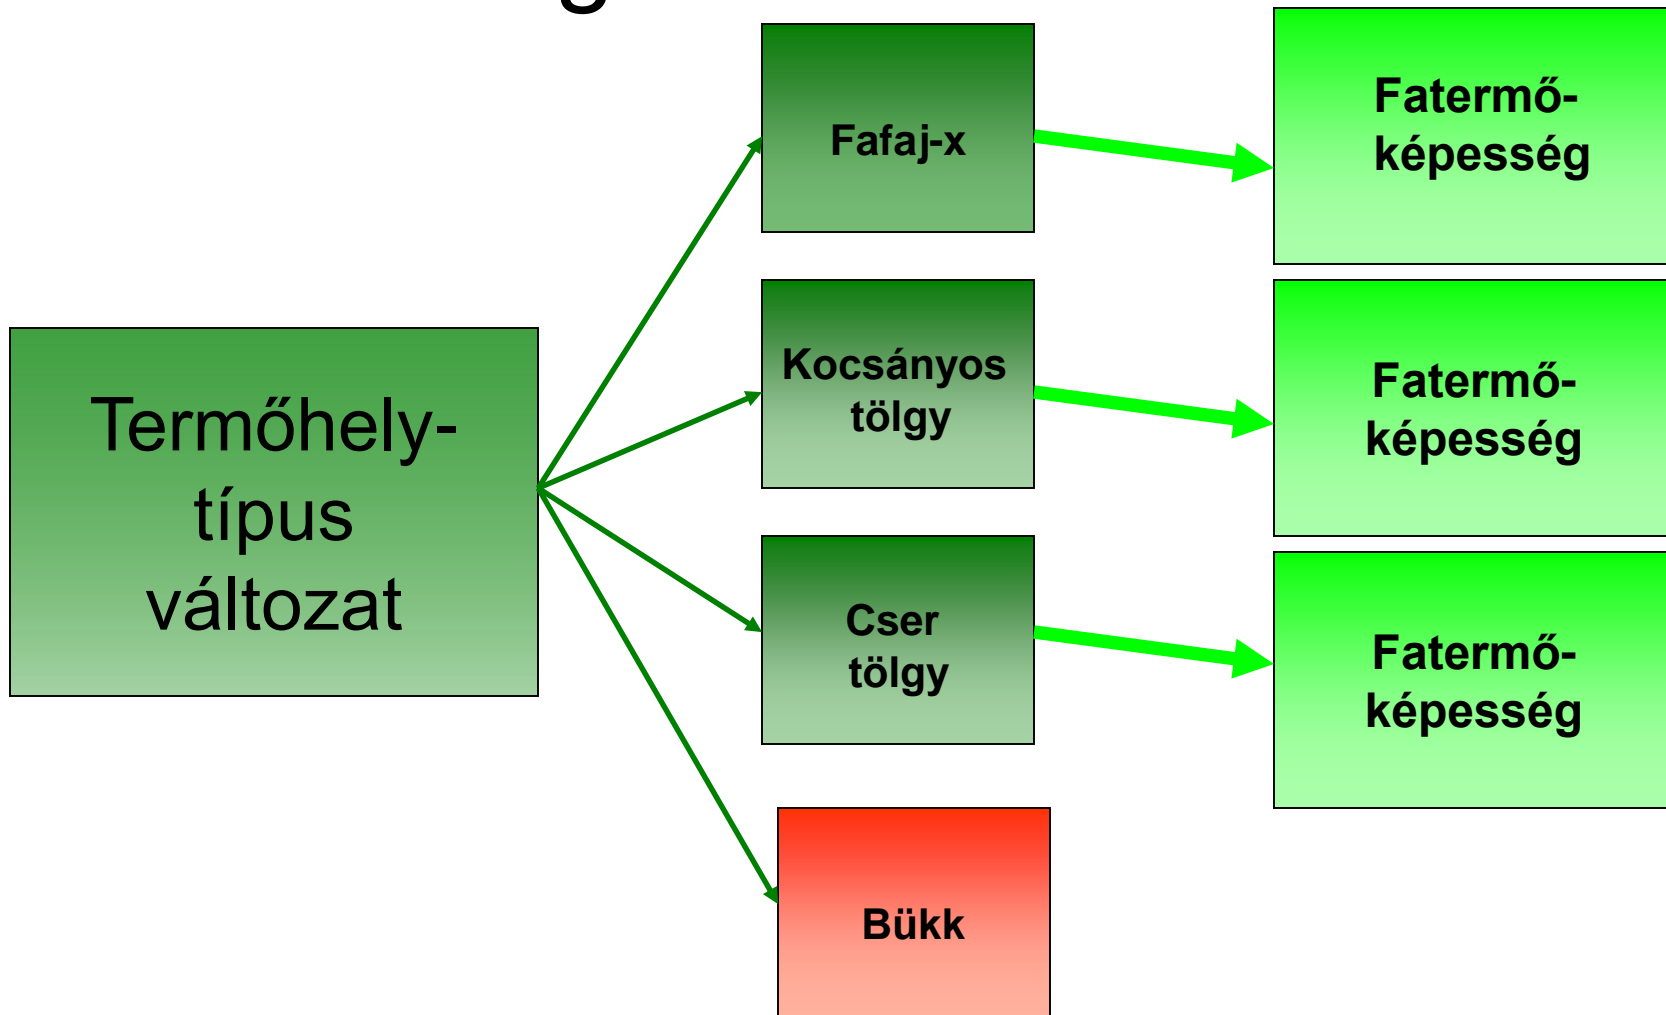 Fafaj-x
Fatermő-
képesség
Termőhely-
típus
változat
Kocsányos
tölgy
Fatermő-
képesség
Cser
tölgy
Fatermő-
képesség
Bükk